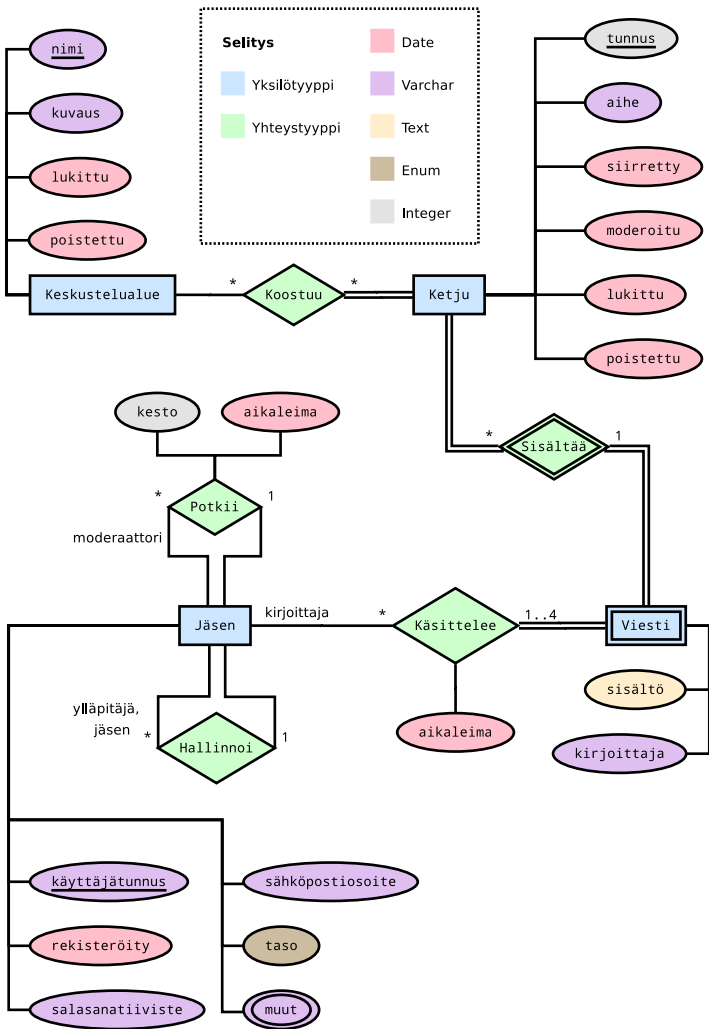 nimi
kuvaus
lukittu
poistettu
Selitys
Yksilötyyppi
Yhteystyyppi
Date
Varchar
Text
Enum
Integer
tunnus
aihe
siirretty
moderoitu
lukittu
poistettu
Keskustelualue
*
Koostuu
*
Ketju
kesto
aikaleima
*
Potkii
1
moderaattori
*
Sisältää
1
Jäsen
kirjoittaja
*
Käsittelee
1..4
Viesti
sisältö
kirjoittaja
aikaleima
ylläpitäjä,
jäsen
*
Hallinnoi
1
käyttäjätunnus
sähköpostiosoite
rekisteröity
taso
salasanatiiviste
muut